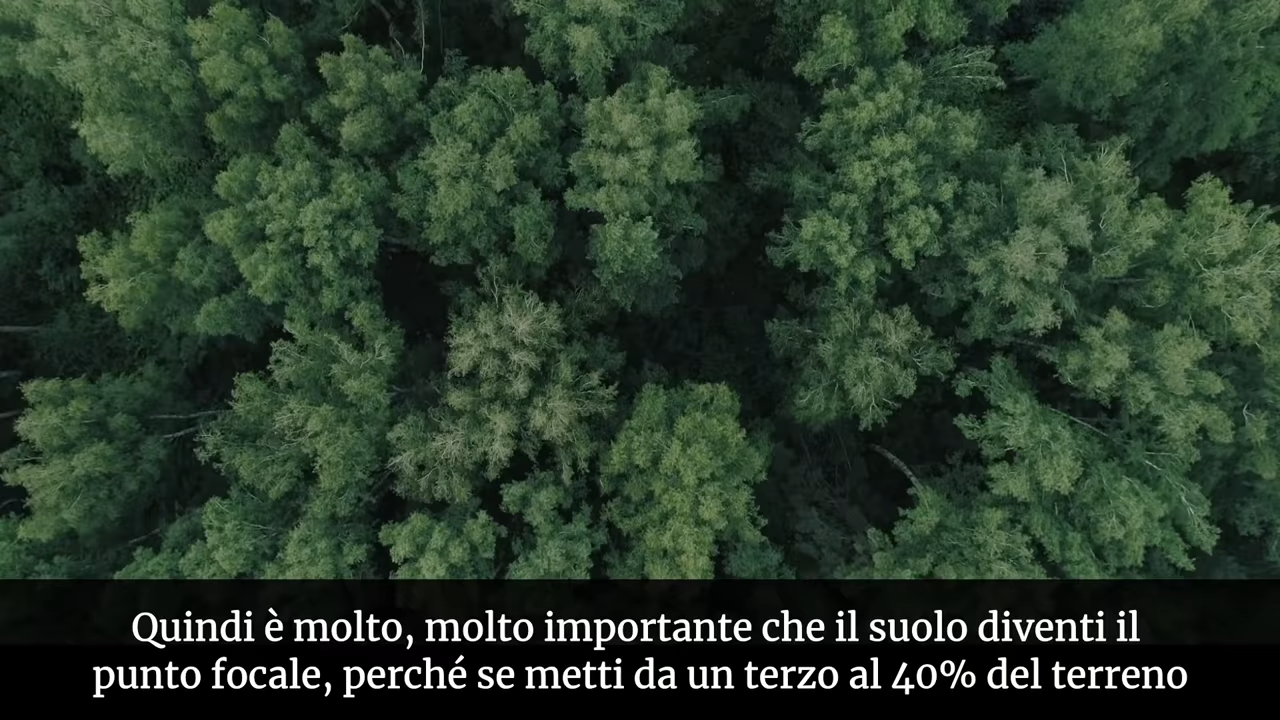 Quindi è molto, molto importante che il suolo diventi il
punto focale, perché se metti da un terzo al 40% del terreno